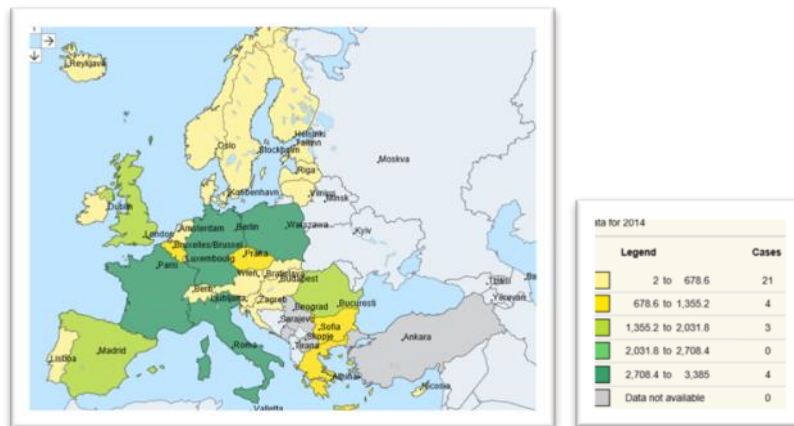 Reykjavik
Helsinki
Oslo
Tallinn
Stockholm
Riga
Moskva
København
Vilnius
Minsk
Dublin
Amsterdam
Berlin
Warszawa
London
Kyiv
Bruxelles/Brussel
Praha
Luxembourg
Paris
Wien
Bratislava
Budapest
Bern
Ljubljana
Zagreb
Beograd
Bucuresti
Sarajevo
Sofia
Skopje
Tirana
Roma
Madrid
Lisboa
Ankara
Tbilisi
Yerevan
Nicosia
Valletta
ata for 2014
Legend Cases
2 to 678.6 21
678.6 to 1,355.2 4
1,355.2 to 2,031.8 3
2,031.8 to 2,708.4 0
2,708.4 to 3,385 4
Data not available 0